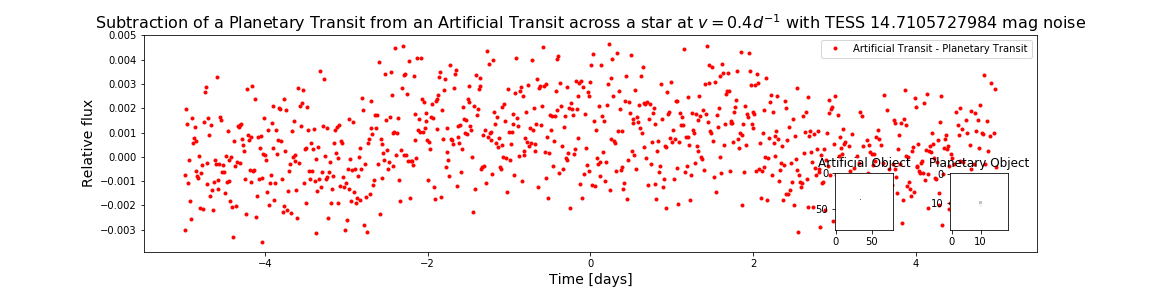 Subtraction of a Planetary Transit from an Artificial Transit across a star at v = 0.4d⁻¹ with TESS 14.7105727984 mag noise
Artificial Transit - Planetary Transit
Relative flux
0.005
0.004
0.003
0.002
0.001
0.000
−0.001
−0.002
−0.003
Artificial Object
0
50
0 50
Planetary Object
0
10
0 10
−4 −2 0 2 4
Time [days]